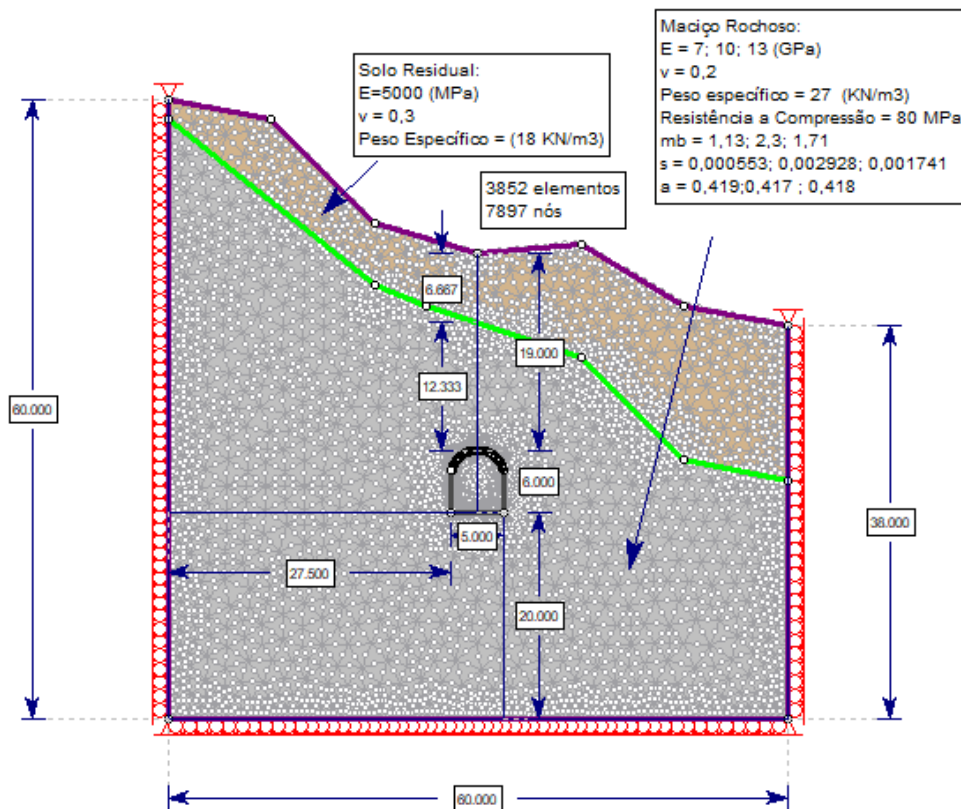 Maciço Rochoso:
E = 7; 10; 13 (GPa)
v = 0,2
Peso específico = 27 (KN/m3)
Resistência a Compressão = 80 MPa
mb = 1,13; 2,3; 1,71
s = 0,000553; 0,002928; 0,001741
a = 0,419;0,417 ; 0,418
Solo Residual:
E=5000 (MPa)
v = 0,3
Peso Específico = (18 KN/m3)
3852 elementos
7897 nós
6.667
19.000
12.333
60.000
6.000
38.000
5.000
27.500
20.000
60.000